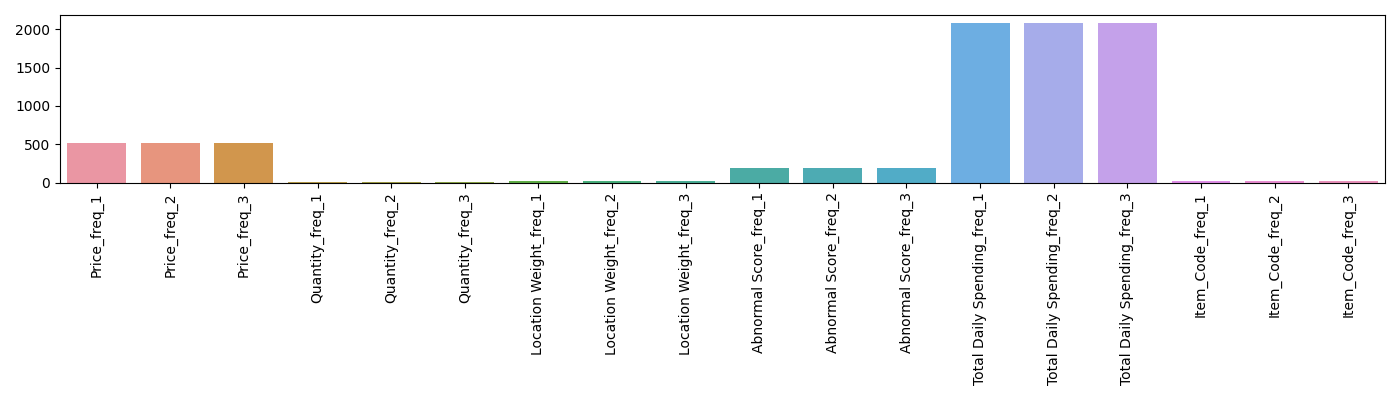 2000
1500
1000
500
0
Price_freq_1
Price_freq_2
Price_freq_3
Quantity_freq_1
Quantity_freq_2
Quantity_freq_3
Location Weight_freq_1
Location Weight_freq_2
Location Weight_freq_3
Abnormal Score_freq_1
Abnormal Score_freq_2
Abnormal Score_freq_3
Total Daily Spending_freq_1
Total Daily Spending_freq_2
Total Daily Spending_freq_3
Item_Code_freq_1
Item_Code_freq_2
Item_Code_freq_3